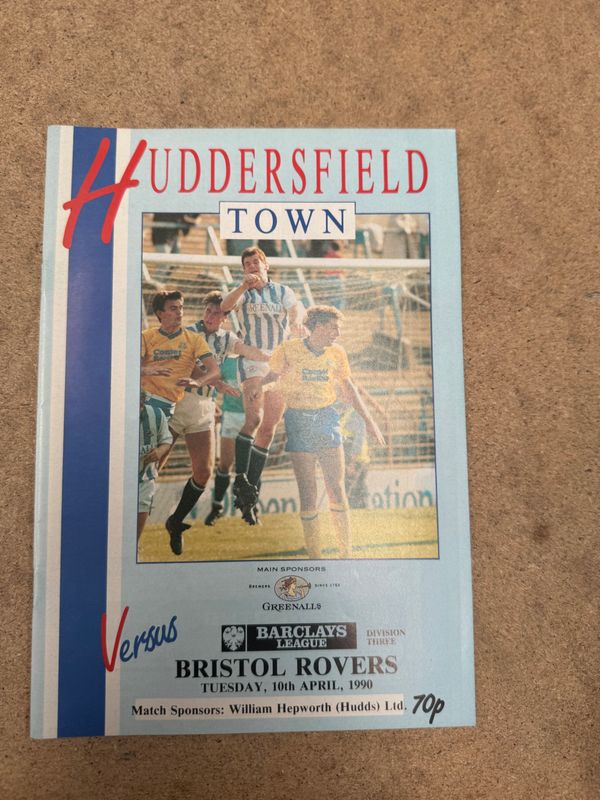 HUDDERSFIELD
TOWN
GREENALLS
MAIN SPONSORS
BREWERS SINCE 1762
GREENALLS
Versus
BARCLAYS
LEAGUE
DIVISION
THREE
BRISTOL ROVERS
TUESDAY, 10th APRIL, 1990
Match Sponsors: William Hepworth (Hudds) Ltd.
70p